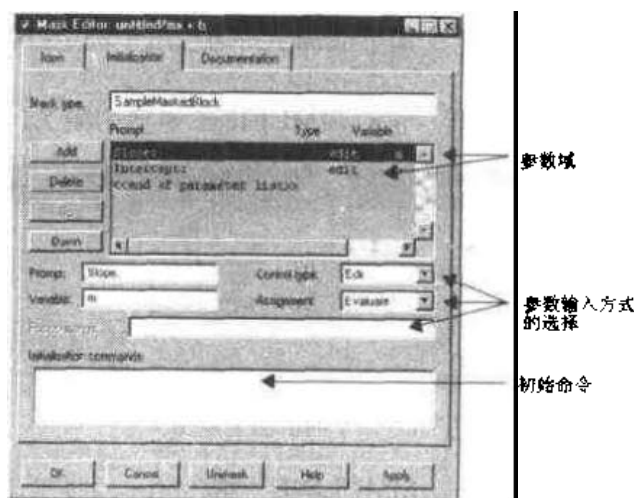 Mask Editor: untitled/mx + b
Icon Initialization Documentation
Mask type: SampleMaskedBlock
Prompt Type Variable
Add
Slope: edit m
Delete
Intercept: edit
<<end of parameter list>>
Up
Down
Prompt: Slope: Control type: Edit
Variable: m Assignment: Evaluate
Initialization commands:
OK Cancel Unmask Help Apply
参数域
参数输入方式
的选择
初始命令